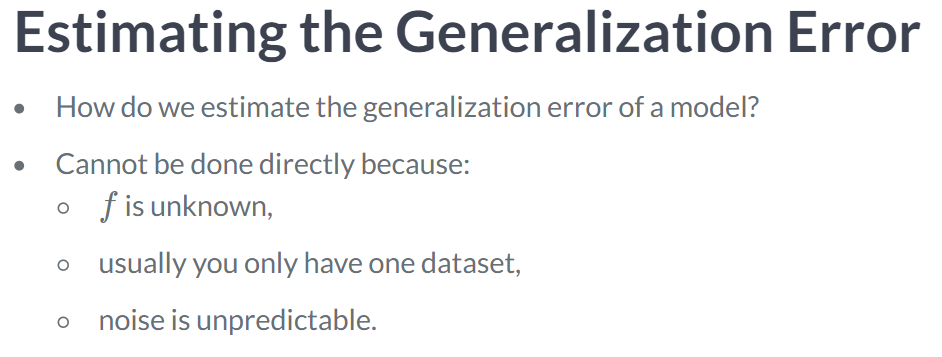 Estimating the Generalization Error
• How do we estimate the generalization error of a model?
• Cannot be done directly because:
○ f is unknown,
○ usually you only have one dataset,
○ noise is unpredictable.